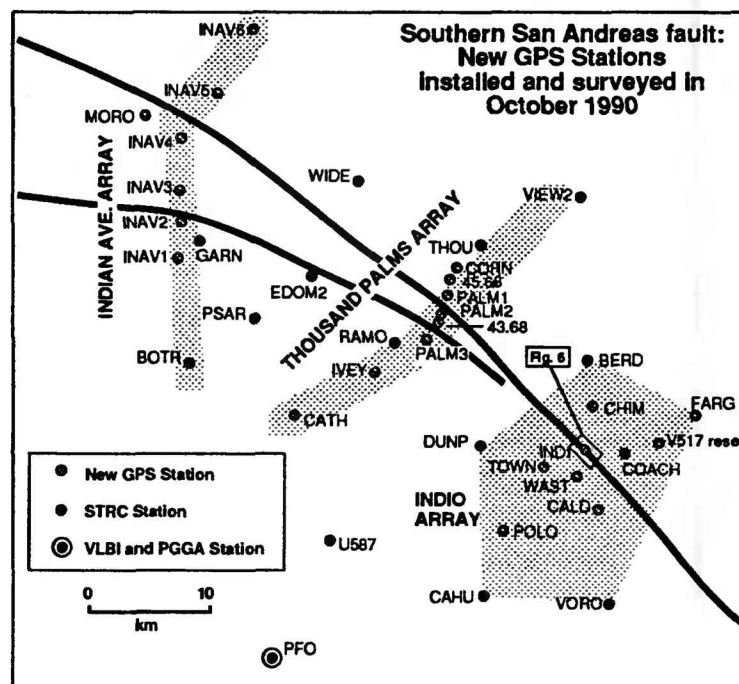 Southern San Andreas fault:
New GPS Stations
installed and surveyed in
October 1990
INAV6
INAV5
MORO
INAV4
INAV3
INAV2
GARN
INAV1
INDIAN AVE. ARRAY
PSAR
BOTR
WIDE
EDOM2
THOUSAND PALMS ARRAY
VIEW2
THOU
CORN
45.68
PALM1
PALM2
43.68
RAMO
PALM3
IVEY
CATH
Fig. 6
BERD
CHIM
FARG
DUNP
INDI
V517 rese
TOWN
COACH
WAST
INDIO
ARRAY
CALD
POLO
U587
CAHU
VORO
New GPS Station
STRC Station
VLBI and PGGA Station
0 10
km
PFO